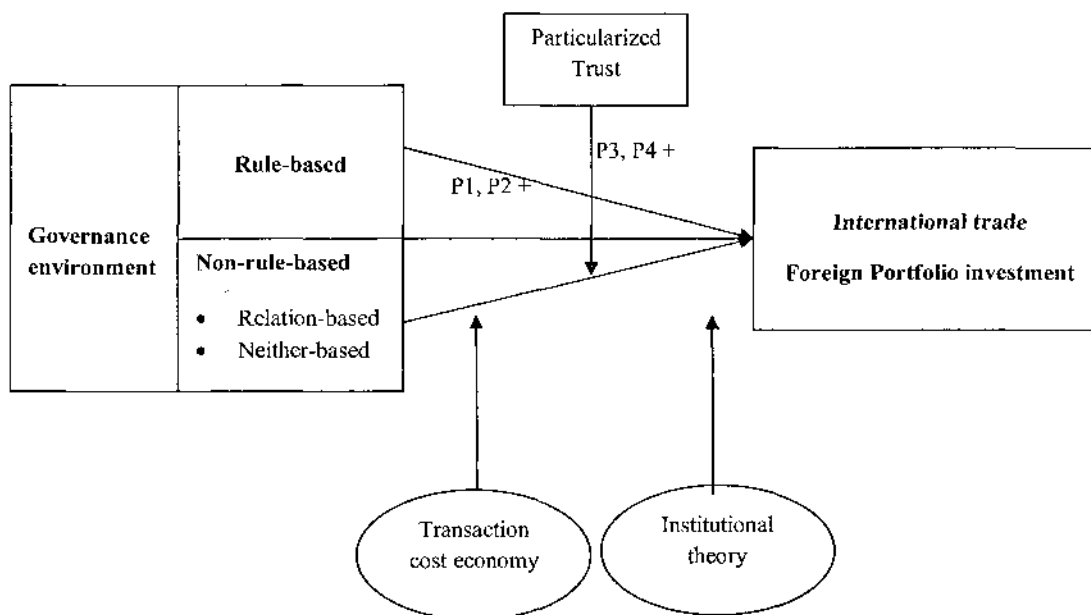 Particularized
Trust
P3, P4 +
Rule-based
P1, P2 +
International trade
Foreign Portfolio investment
Governance
environment
Non-rule-based
• Relation-based
• Neither-based
Transaction
cost economy
Institutional
theory